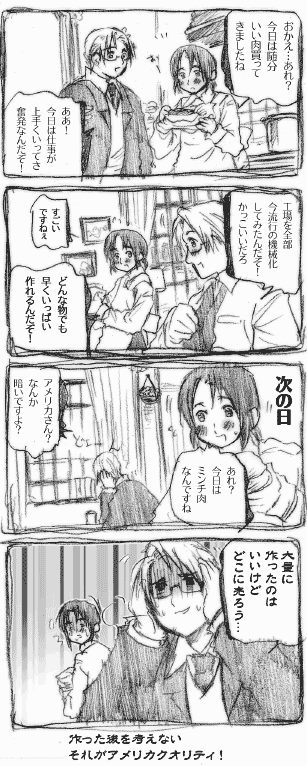 おかえ…あれ？
今日は随分
いい肉買って
きましたね
ああ！
今日は仕事が
上手くいってさ
奮発なんだぞ！
工場を全部
今流行の機械化
してみたんだぞ！
かっこいいだろ
すごい
ですねぇ
どんな物でも
早くいっぱい
作れるんだぞ！
次の日
あれ？
今日は
ミンチ肉
なんですね
アメリカさん？
なんか
暗いですよ？
大量に
作ったのは
いいけど
どこに売ろう…
作った後を考えない
それがアメリカクオリティ！